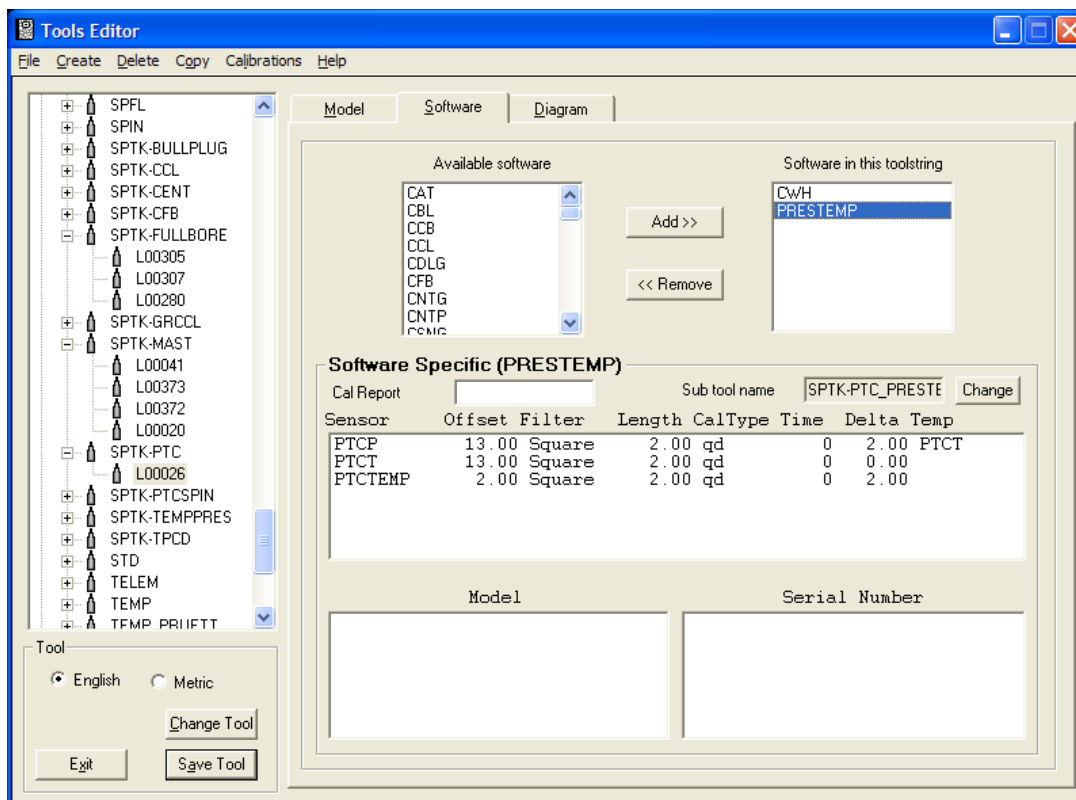 Tools Editor
File Create Delete Copy Calibrations Help
SPFL
SPIN
SPTK-BULLPLUG
SPTK-CCL
SPTK-CENT
SPTK-CFB
SPTK-FULLBORE
L00305
L00307
L00280
SPTK-GRCCL
SPTK-MAST
L00041
L00373
L00372
L00020
SPTK-PTC
L00026
SPTK-PTCSPIN
SPTK-TEMPPRES
SPTK-TPCD
STD
TELEM
TEMP
TEMP_PRUETT
Tool
English Metric
Change Tool
Exit Save Tool
Model Software Diagram
Available software
CAT
CBL
CCB
CCL
CDLG
CFB
CNTG
CNTP
CSNG
Add >>
<< Remove
Software in this toolstring
CWH
PRESTEMP
Software Specific (PRESTEMP)
Cal Report Sub tool name SPTK-PTC_PRESTE Change
Sensor Offset Filter Length CalType Time Delta Temp
PTCP 13.00 Square 2.00 qd 0 2.00 PTCT
PTCT 13.00 Square 2.00 qd 0 0.00
PTCTEMP 2.00 Square 2.00 qd 0 2.00
Model Serial Number